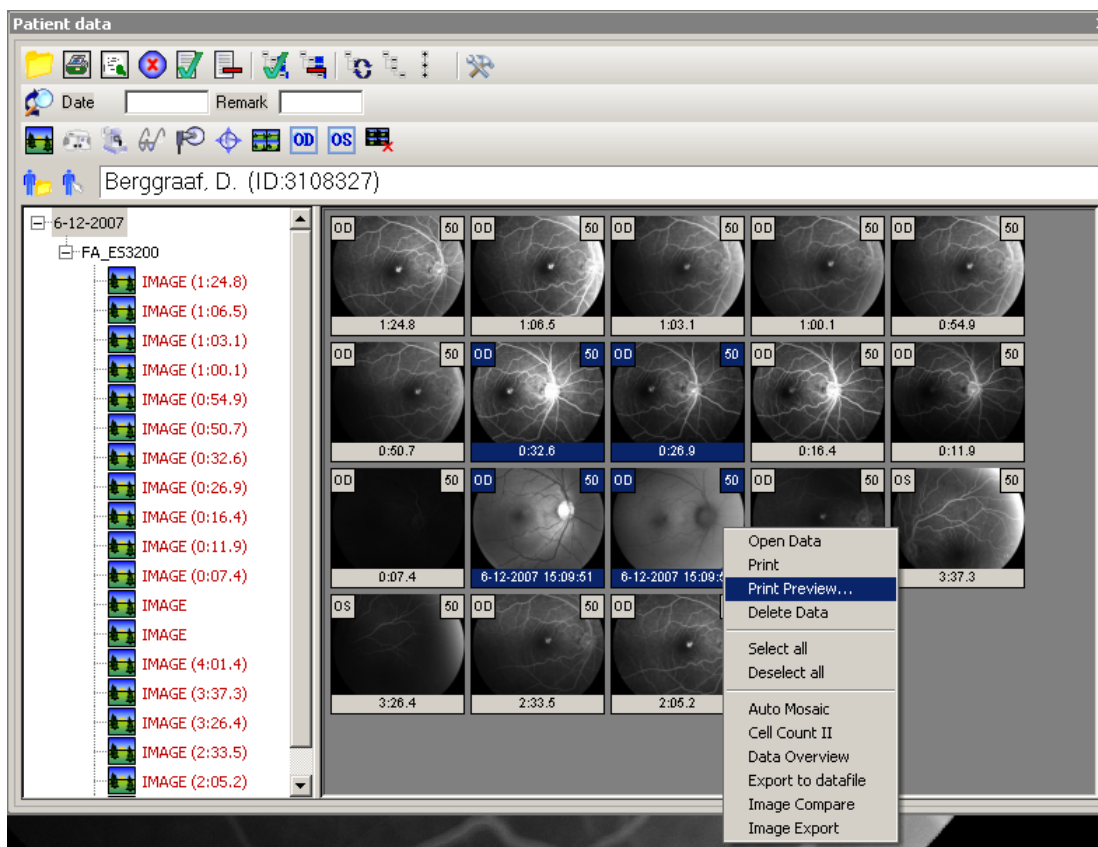 Patient data
Date Remark
OD OS
Berggraaf, D. (ID:3108327)
6-12-2007
FA_ES3200
IMAGE (1:24.8)
IMAGE (1:06.5)
IMAGE (1:03.1)
IMAGE (1:00.1)
IMAGE (0:54.9)
IMAGE (0:50.7)
IMAGE (0:32.6)
IMAGE (0:26.9)
IMAGE (0:16.4)
IMAGE (0:11.9)
IMAGE (0:07.4)
IMAGE
IMAGE
IMAGE (4:01.4)
IMAGE (3:37.3)
IMAGE (3:26.4)
IMAGE (2:33.5)
IMAGE (2:05.2)
OD 50 OD 50 OD 50 OD 50 OD 50
1:24.8 1:06.5 1:03.1 1:00.1 0:54.9
OD 50 OD 50 OD 50 OD 50 OD 50
0:50.7 0:32.6 0:26.9 0:16.4 0:11.9
OD 50 OD 50 OD 50 OD 50 OS 50
0:07.4 6-12-2007 15:09:51 6-12-2007 3:37.3
OS 50 OD 50 OD
3:26.4 2:33.5 2:05.2
Open Data
Print
Print Preview...
Delete Data
Select all
Deselect all
Auto Mosaic
Cell Count II
Data Overview
Export to datafile
Image Compare
Image Export